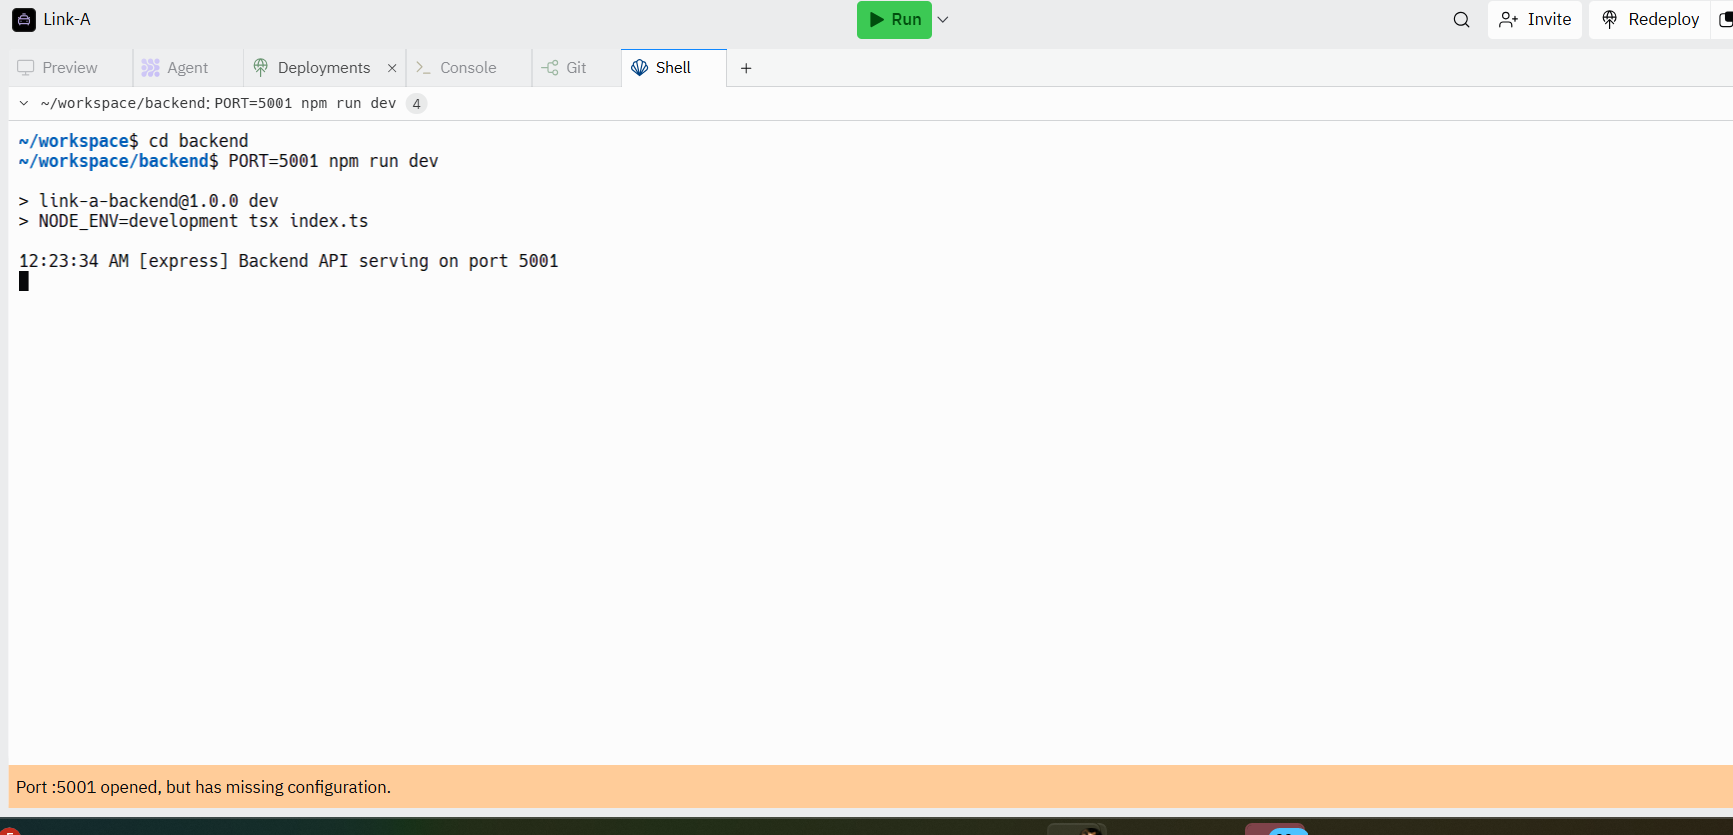 Link-A
Run
Invite
Redeploy
Preview
Agent
Deployments
Console
Git
Shell
~/workspace/backend: PORT=5001 npm run dev 4
~/workspace$ cd backend
~/workspace/backend$ PORT=5001 npm run dev
> link-a-backend@1.0.0 dev
> NODE_ENV=development tsx index.ts
12:23:34 AM [express] Backend API serving on port 5001
Port :5001 opened, but has missing configuration.